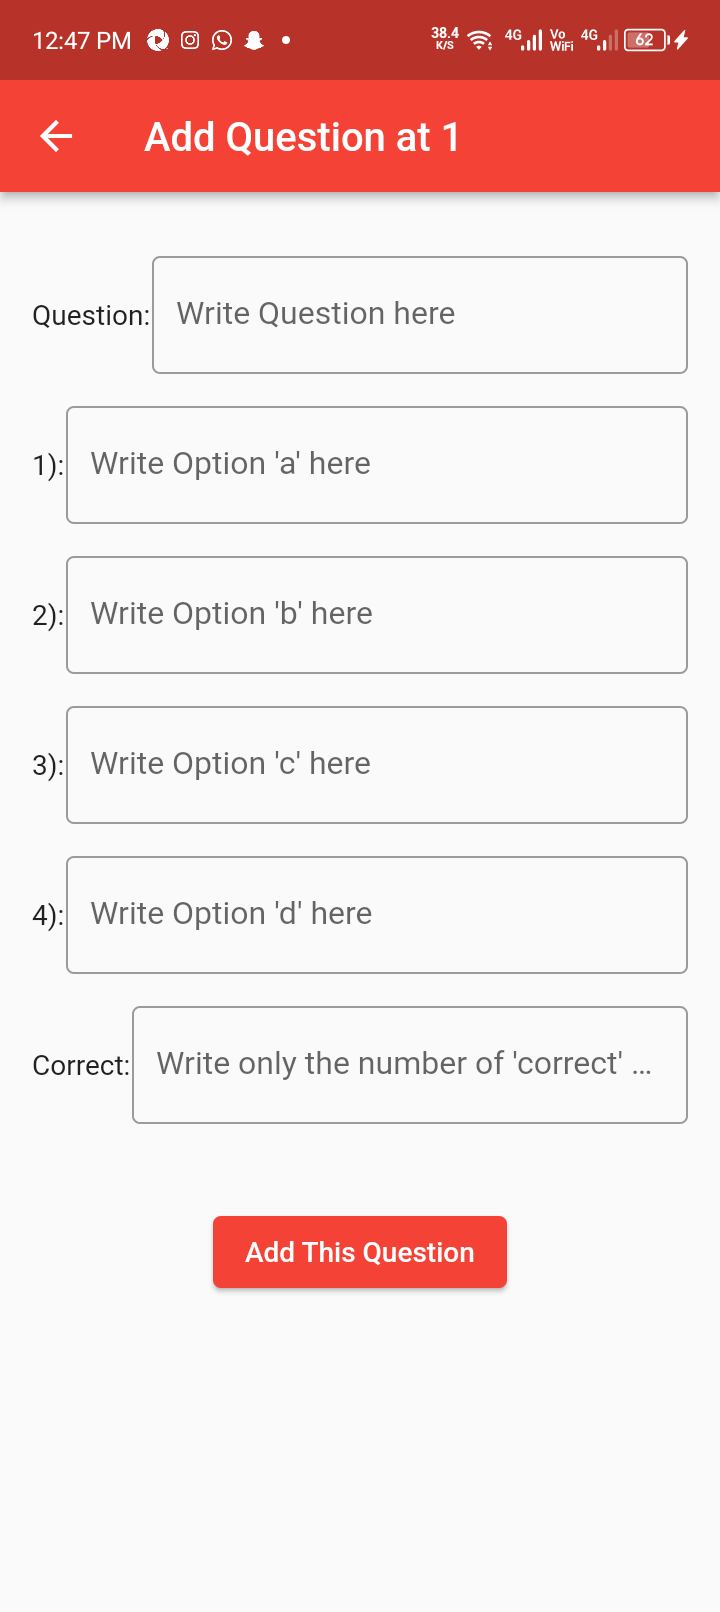 12:47 PM 38.4 K/S 4G Vo WiFi 4G 62
Add Question at 1
Question: Write Question here
1): Write Option 'a' here
2): Write Option 'b' here
3): Write Option 'c' here
4): Write Option 'd' here
Correct: Write only the number of 'correct' ...
Add This Question